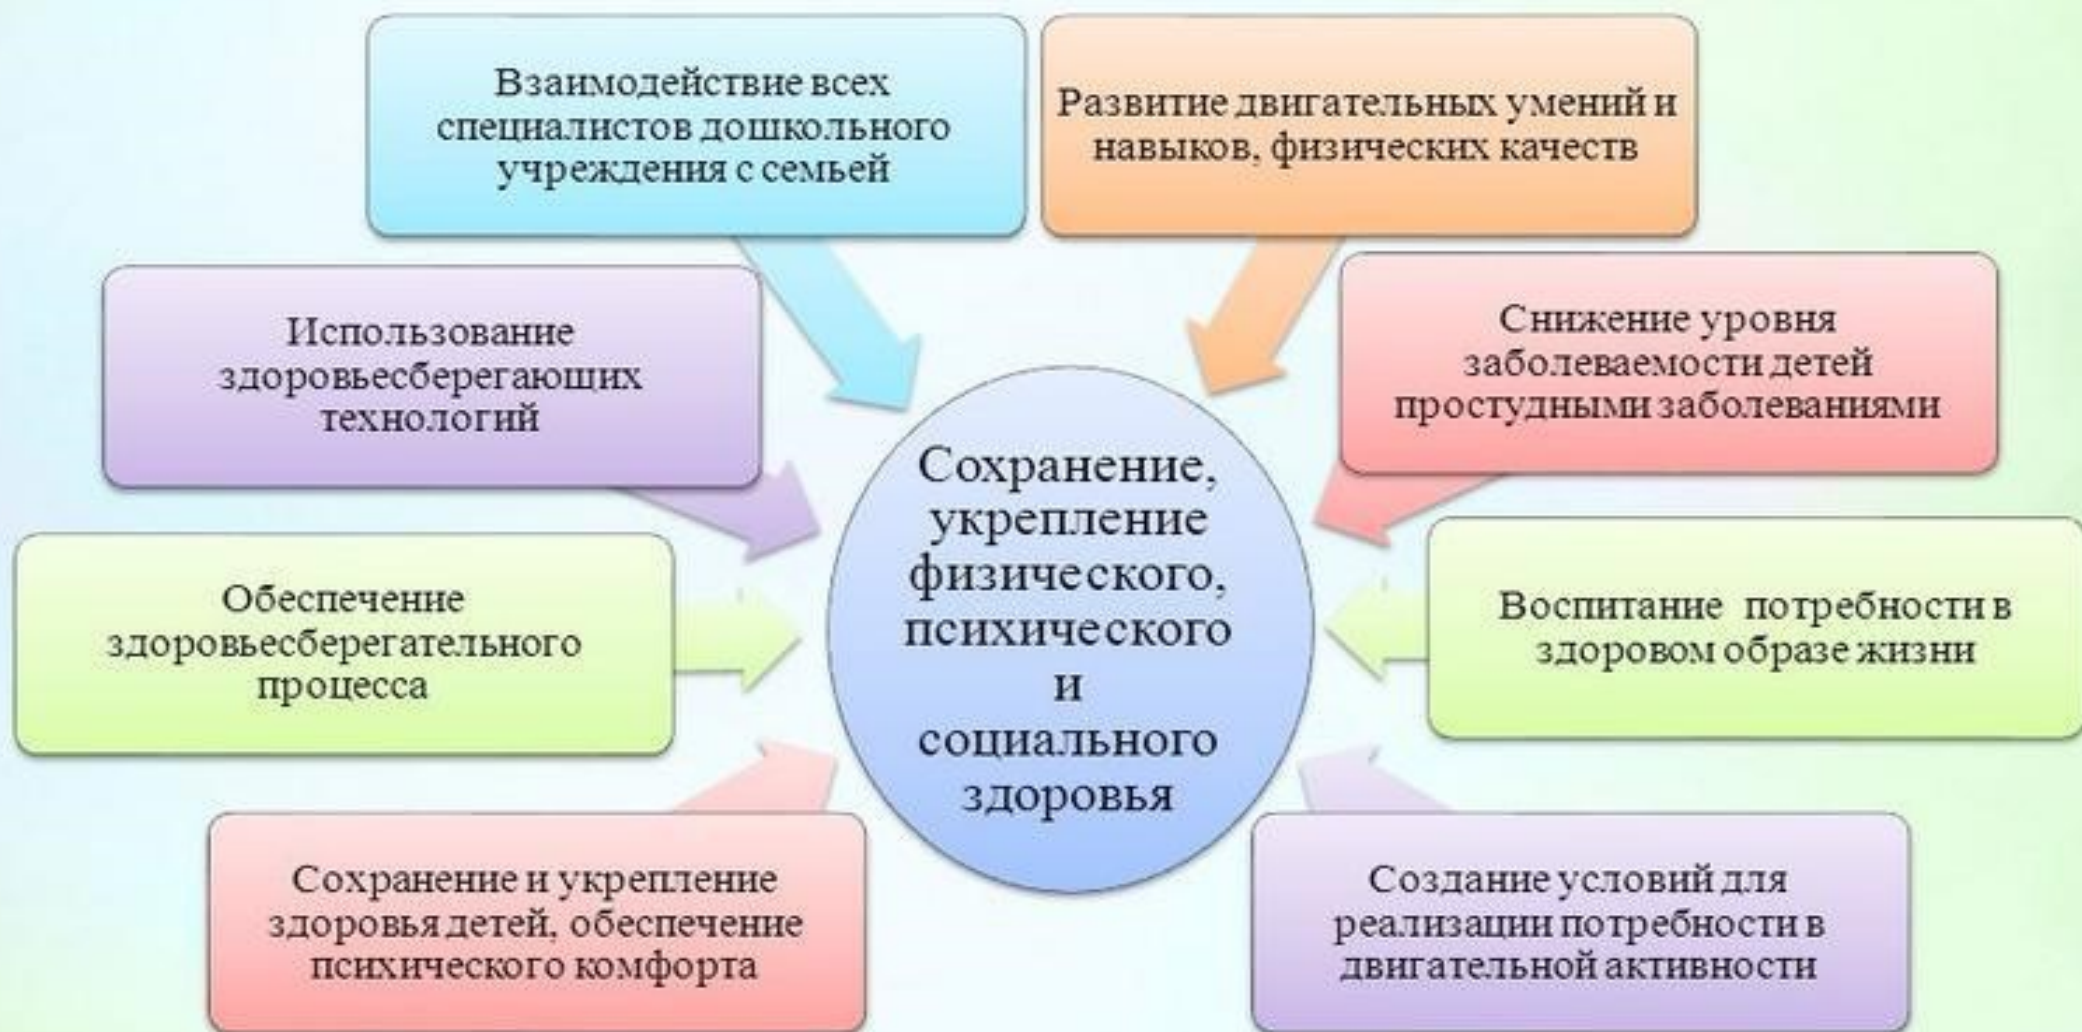 Взаимодействие всех
специалистов дошкольного
учреждения с семьей
Развитие двигательных умений и
навыков, физических качеств
Использование
здоровьесберегающих
технологий
Снижение уровня
заболеваемости детей
простудными заболеваниями
Обеспечение
здоровьесберегательного
процесса
Сохранение,
укрепление
физического,
психического
и
социального
здоровья
Воспитание потребности в
здоровом образе жизни
Сохранение и укрепление
здоровья детей, обеспечение
психического комфорта
Создание условий для
реализации потребности в
двигательной активности